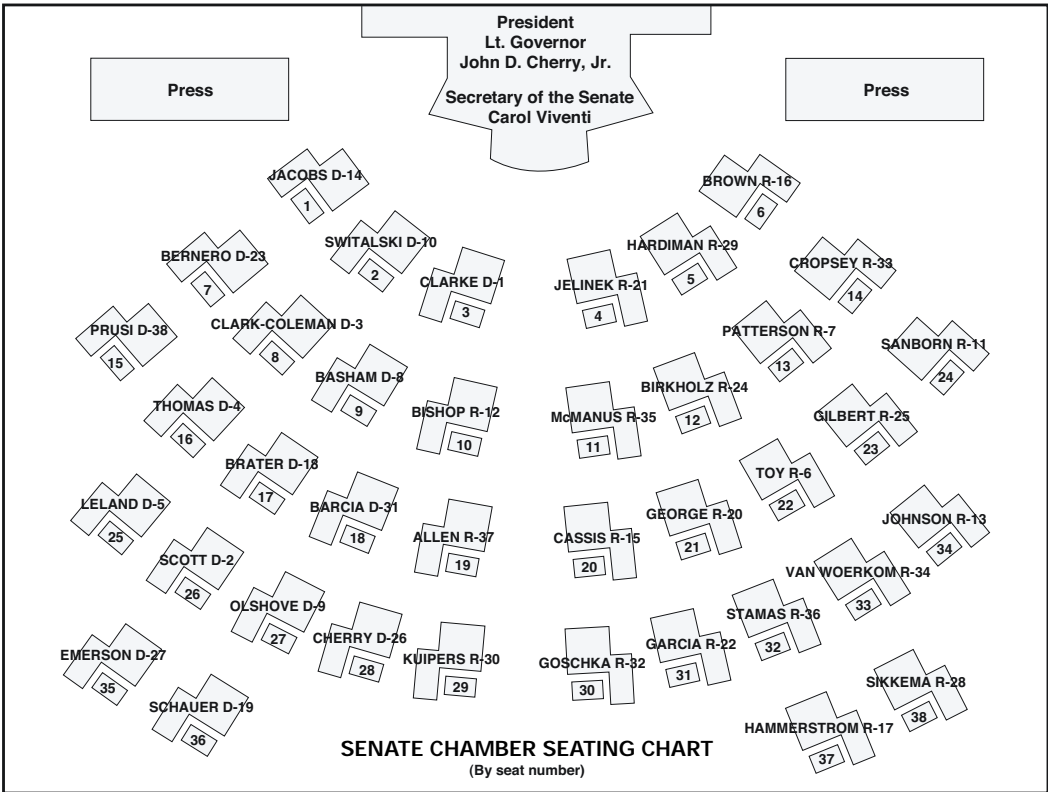 President
Lt. Governor
John D. Cherry, Jr.
Secretary of the Senate
Carol Viventi
Press
Press
JACOBS D-14
1
SWITALSKI D-10
2
CLARKE D-1
3
JELINEK R-21
4
HARDIMAN R-29
5
BROWN R-16
6
BERNERO D-23
7
CLARK-COLEMAN D-3
8
BASHAM D-8
9
BISHOP R-12
10
McMANUS R-35
11
BIRKHOLZ R-24
12
PATTERSON R-7
13
CROPSEY R-33
14
PRUSI D-38
15
THOMAS D-4
16
BRATER D-18
17
BARCIA D-31
18
ALLEN R-37
19
CASSIS R-15
20
GEORGE R-20
21
TOY R-6
22
GILBERT R-25
23
SANBORN R-11
24
LELAND D-5
25
SCOTT D-2
26
OLSHOVE D-9
27
CHERRY D-26
28
KUIPERS R-30
29
GOSCHKA R-32
30
GARCIA R-22
31
STAMAS R-36
32
VAN WOERKOM R-34
33
JOHNSON R-13
34
EMERSON D-27
35
SCHAUER D-19
36
HAMMERSTROM R-17
37
SIKKEMA R-28
38
SENATE CHAMBER SEATING CHART
(By seat number)